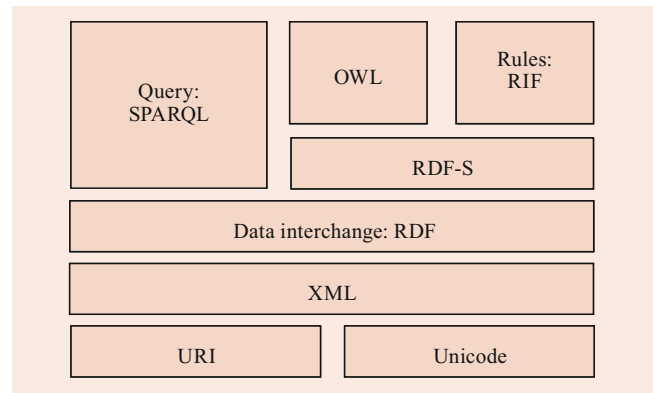 Query:
SPARQL
OWL
Rules:
RIF
RDF-S
Data interchange: RDF
XML
URI
Unicode